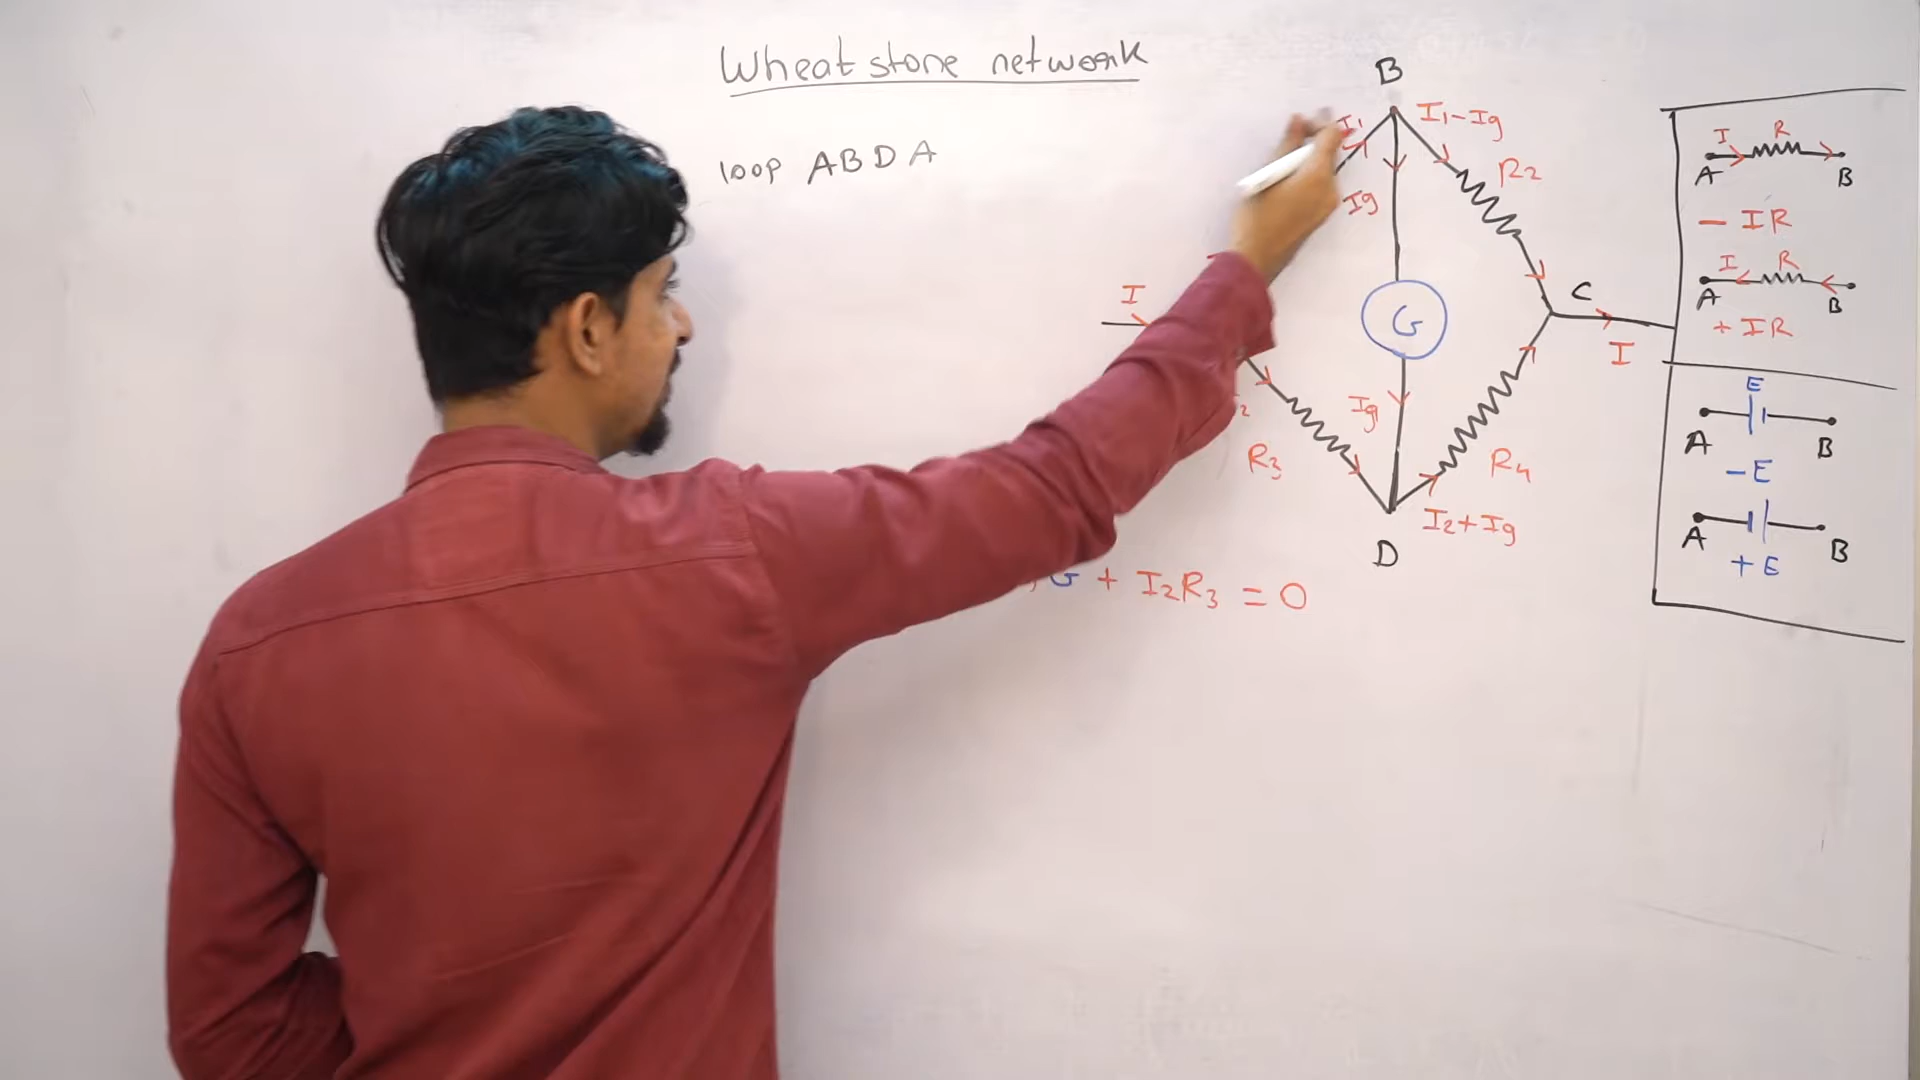 Wheatstone network
loop ABDA
B
I₁
I₁-Ig
R₂
Ig
I
G
C
I
Ig
R₃
R₄
I₂+Ig
D
G + I₂R₃ = 0
I
R
A
B
- IR
I
R
A
B
+ IR
E
A
B
-E
A
B
+E